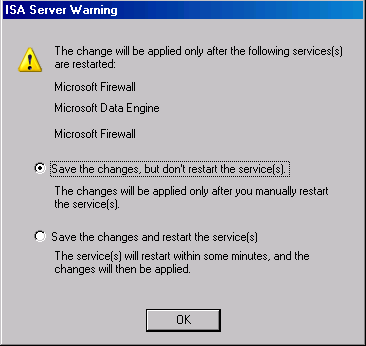 ISA Server Warning
The change will be applied only after the following services(s)
are restarted:
Microsoft Firewall
Microsoft Data Engine
Microsoft Firewall
Save the changes, but don't restart the service(s).
The changes will be applied only after you manually restart
the service(s).
Save the changes and restart the service(s)
The service(s) will restart within some minutes, and the
changes will then be applied.
OK